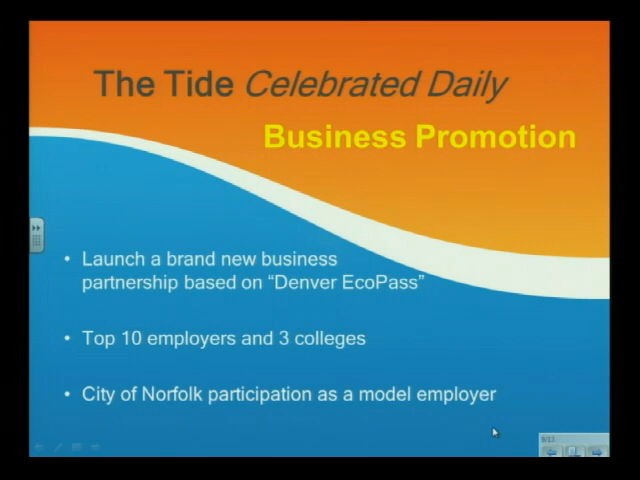 The Tide Celebrated Daily
Business Promotion
• Launch a brand new business
partnership based on “Denver EcoPass”
• Top 10 employers and 3 colleges
• City of Norfolk participation as a model employer